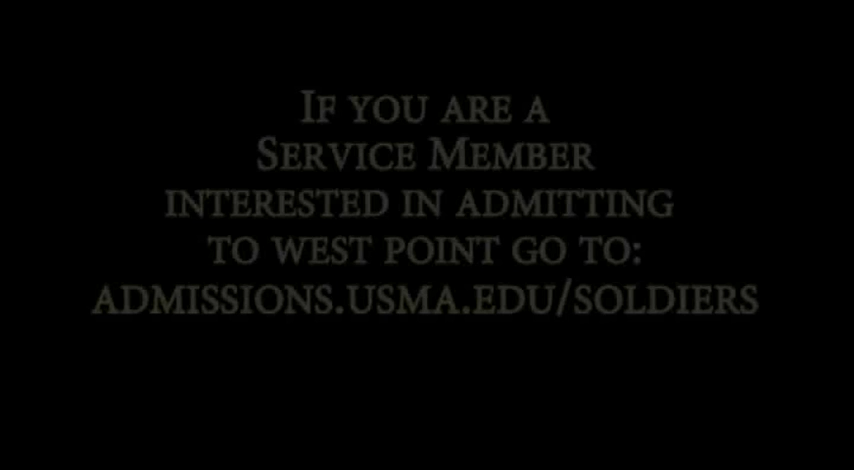 If you are a
Service Member
interested in admitting
to west point go to:
admissions.usma.edu/soldiers